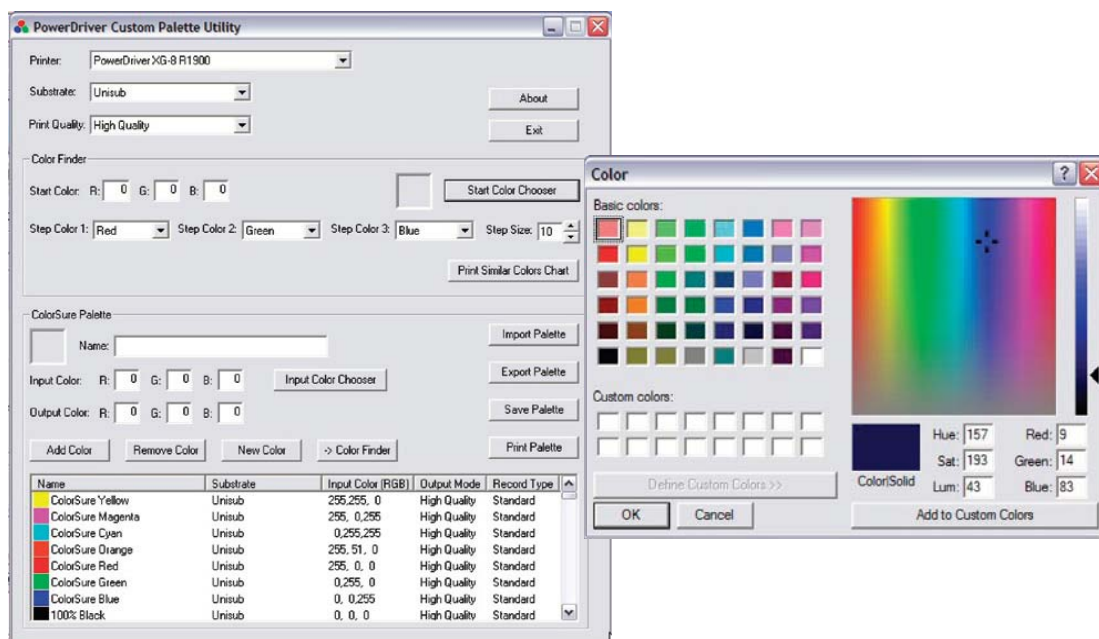 PowerDriver Custom Palette Utility
Printer: PowerDriver XG-8 R1900
Substrate: Unisub
About
Print Quality: High Quality
Exit
Color Finder
Start Color: R: 0 G: 0 B: 0
Start Color Chooser
Step Color 1: Red Step Color 2: Green Step Color 3: Blue Step Size: 10
Print Similar Colors Chart
ColorSure Palette
Name:
Import Palette
Input Color: R: 0 G: 0 B: 0 Input Color Chooser
Export Palette
Output Color: R: 0 G: 0 B: 0
Save Palette
Add Color Remove Color New Color -> Color Finder Print Palette
Name Substrate Input Color (RGB) Output Mode Record Type
ColorSure Yellow Unisub 255,255, 0 High Quality Standard
ColorSure Magenta Unisub 255, 0,255 High Quality Standard
ColorSure Cyan Unisub 0,255,255 High Quality Standard
ColorSure Orange Unisub 255, 51, 0 High Quality Standard
ColorSure Red Unisub 255, 0, 0 High Quality Standard
ColorSure Green Unisub 0,255, 0 High Quality Standard
ColorSure Blue Unisub 0, 0,255 High Quality Standard
100% Black Unisub 0, 0, 0 High Quality Standard
Color
Basic colors:
Custom colors:
Define Custom Colors >>
OK Cancel
Color|Solid
Hue: 157 Red: 9
Sat: 193 Green: 14
Lum: 43 Blue: 83
Add to Custom Colors